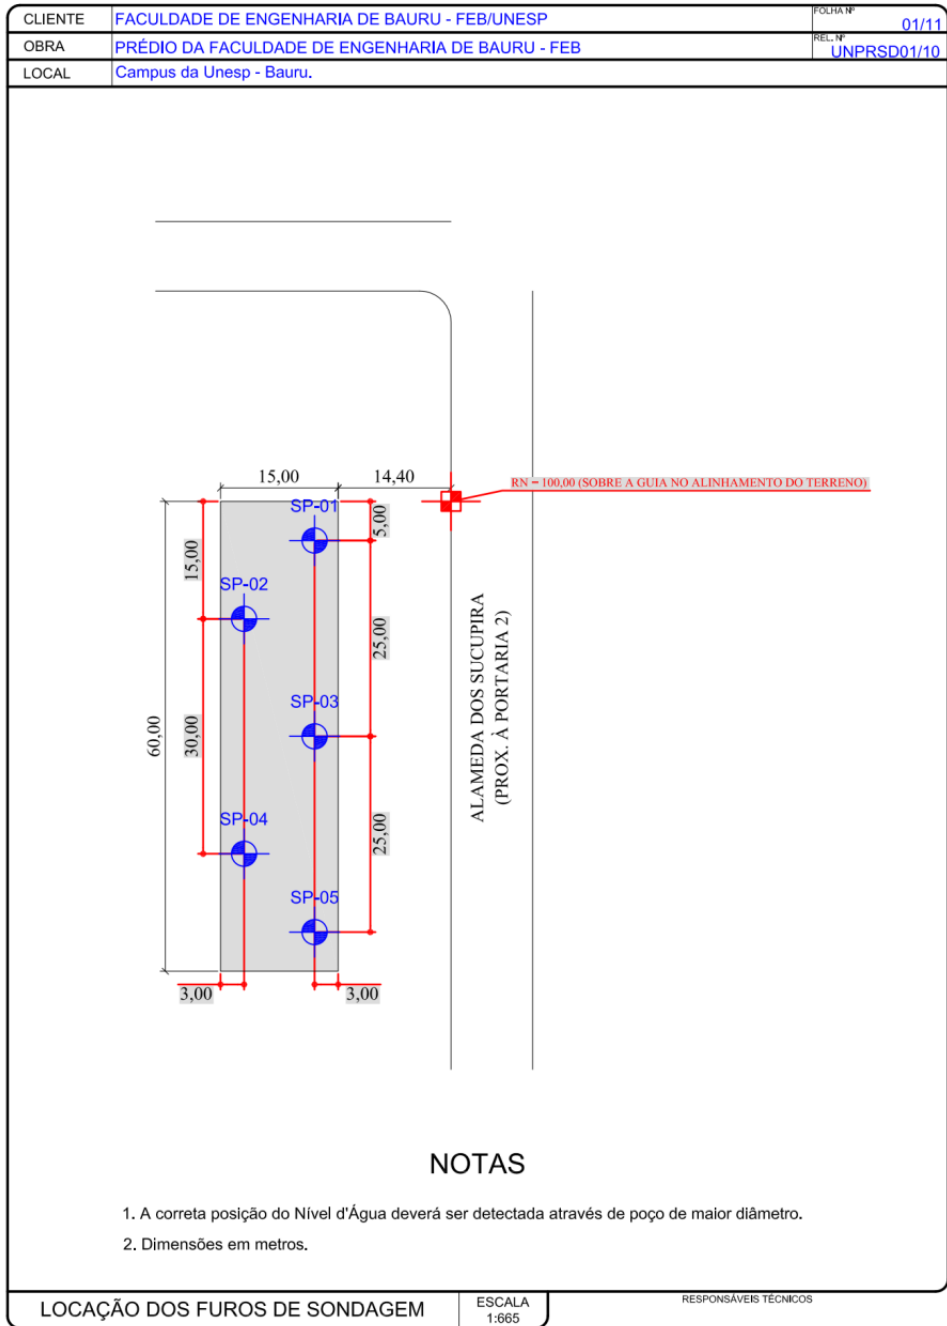 CLIENTE FACULDADE DE ENGENHARIA DE BAURU - FEB/UNESP FOLHA Nº 01/11
OBRA PRÉDIO DA FACULDADE DE ENGENHARIA DE BAURU - FEB REL. Nº UNPRSD01/10
LOCAL Campus da Unesp - Bauru.
15,00 14,40
RN = 100,00 (SOBRE A GUIA NO ALINHAMENTO DO TERRENO)
SP-01
5,00
15,00
SP-02
25,00
ALAMEDA DOS SUCUPIRA
(PROX. À PORTARIA 2)
SP-03
60,00
30,00
SP-04
25,00
SP-05
3,00 3,00
NOTAS
1. A correta posição do Nível d'Água deverá ser detectada através de poço de maior diâmetro.
2. Dimensões em metros.
LOCAÇÃO DOS FUROS DE SONDAGEM
ESCALA
1:665
RESPONSÁVEIS TÉCNICOS